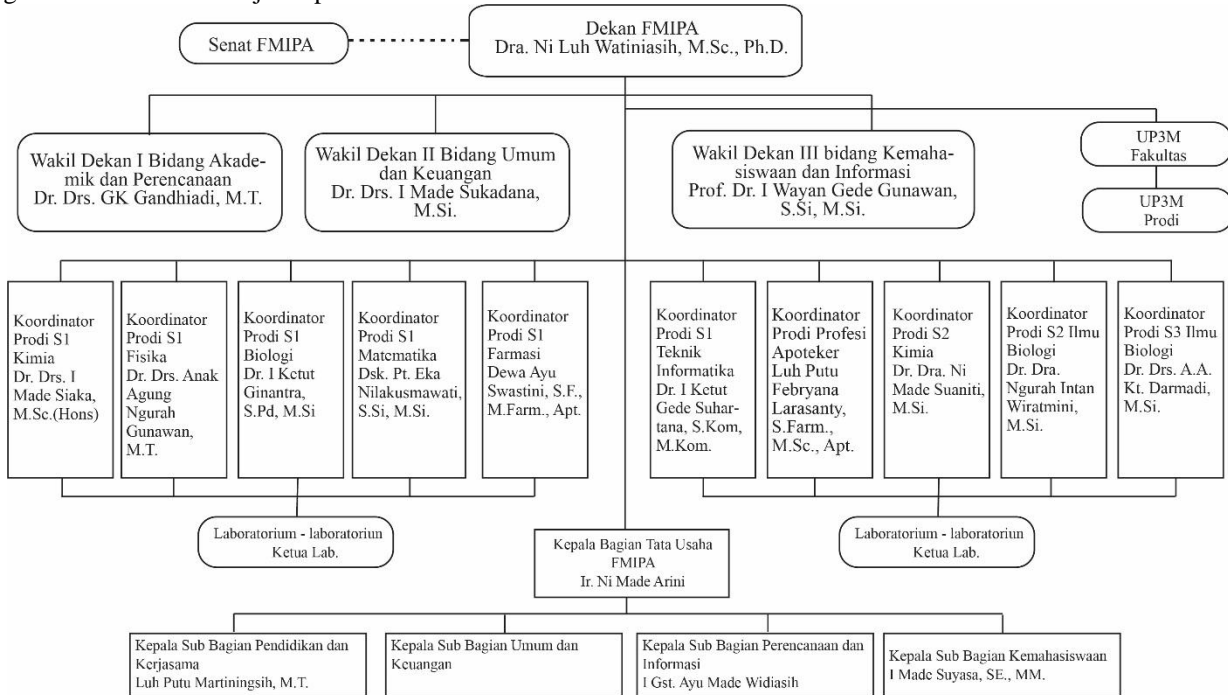 Senat FMIPA
Dekan FMIPA
Dra. Ni Luh Watiniasih, M.Sc., Ph.D.
Wakil Dekan I Bidang Akade-
mik dan Perencanaan
Dr. Drs. GK Gandhiadi, M.T.
Wakil Dekan II Bidang Umum
dan Keuangan
Dr. Drs. I Made Sukadana,
M.Si.
Wakil Dekan III bidang Kemaha-
siswaan dan Informasi
Prof. Dr. I Wayan Gede Gunawan,
S.Si, M.Si.
UP3M
Fakultas
UP3M
Prodi
Koordinator
Prodi S1
Kimia
Dr. Drs. I
Made Siaka,
M.Sc.(Hons)
Koordinator
Prodi S1
Fisika
Dr. Drs. Anak
Agung
Ngurah
Gunawan,
M.T.
Koordinator
Prodi S1
Biologi
Dr. I Ketut
Ginantra,
S.Pd, M.Si
Koordinator
Prodi S1
Matematika
Dsk. Pt. Eka
Nilakusmawati,
S.Si, M.Si.
Koordinator
Prodi S1
Farmasi
Dewa Ayu
Swastini, S.F.,
M.Farm., Apt.
Koordinator
Prodi S1
Teknik
Informatika
Dr. I Ketut
Gede Suhar-
tana, S.Kom,
M.Kom.
Koordinator
Prodi Profesi
Apoteker
Luh Putu
Febryana
Larasanty,
S.Farm.,
M.Sc., Apt.
Koordinator
Prodi S2
Kimia
Dr. Dra. Ni
Made Suaniti,
M.Si.
Koordinator
Prodi S2 Ilmu
Biologi
Dr. Dra.
Ngurah Intan
Wiratmini,
M.Si.
Koordinator
Prodi S3 Ilmu
Biologi
Dr. Drs. A.A.
Kt. Darmadi,
M.Si.
Laboratorium - laboratoriun
Ketua Lab.
Kepala Bagian Tata Usaha
FMIPA
Ir. Ni Made Arini
Laboratorium - laboratoriun
Ketua Lab.
Kepala Sub Bagian Pendidikan dan
Kerjasama
Luh Putu Martiningsih, M.T.
Kepala Sub Bagian Umum dan
Keuangan
Kepala Sub Bagian Perencanaan dan
Informasi
I Gst. Ayu Made Widiasih
Kepala Sub Bagian Kemahasiswaan
I Made Suyasa, SE., MM.